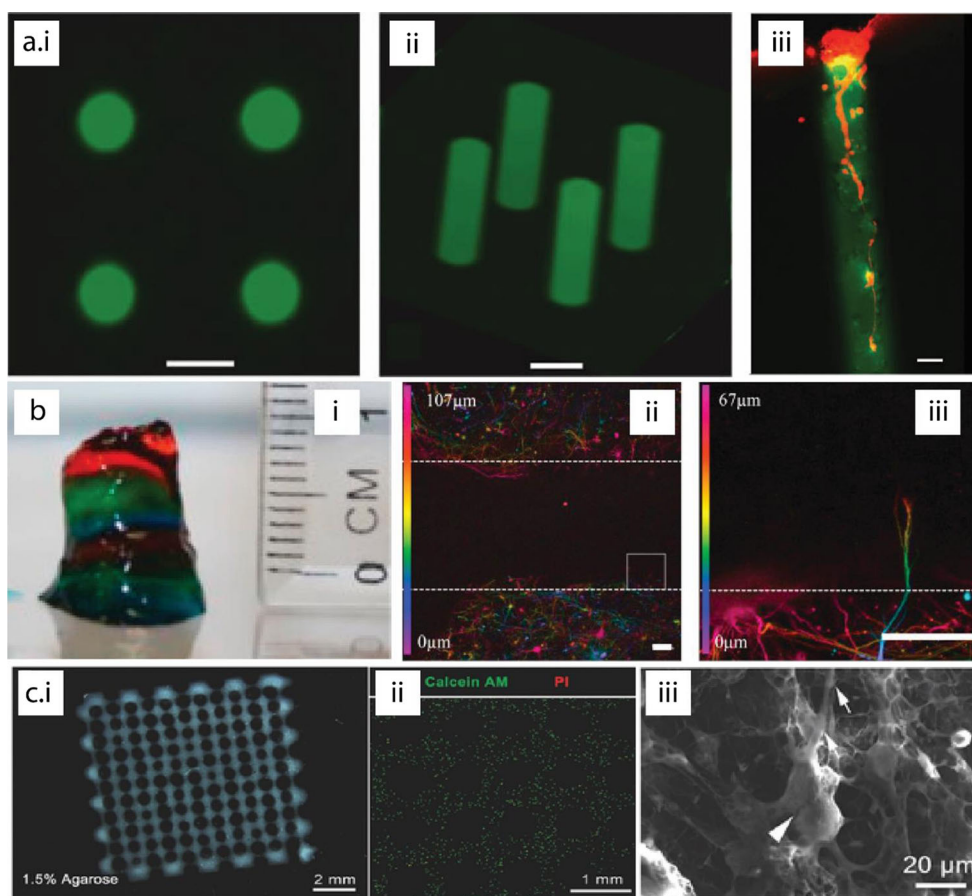 a.i
ii
iii
b
i
1
CM
0
ii
107μm
0μm
iii
67μm
0μm
c.i
1.5% Agarose
2 mm
ii
Calcein AM
PI
1 mm
iii
20 μm